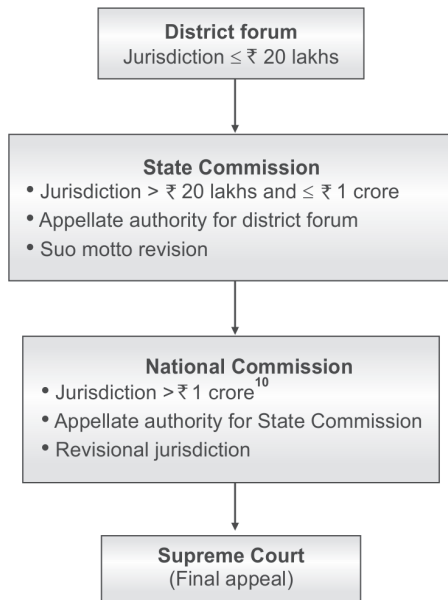 District forum
Jurisdiction ≤ ₹ 20 lakhs
State Commission
• Jurisdiction > ₹ 20 lakhs and ≤ ₹ 1 crore
• Appellate authority for district forum
• Suo motto revision
National Commission
• Jurisdiction > ₹ 1 crore¹⁰
• Appellate authority for State Commission
• Revisional jurisdiction
Supreme Court
(Final appeal)